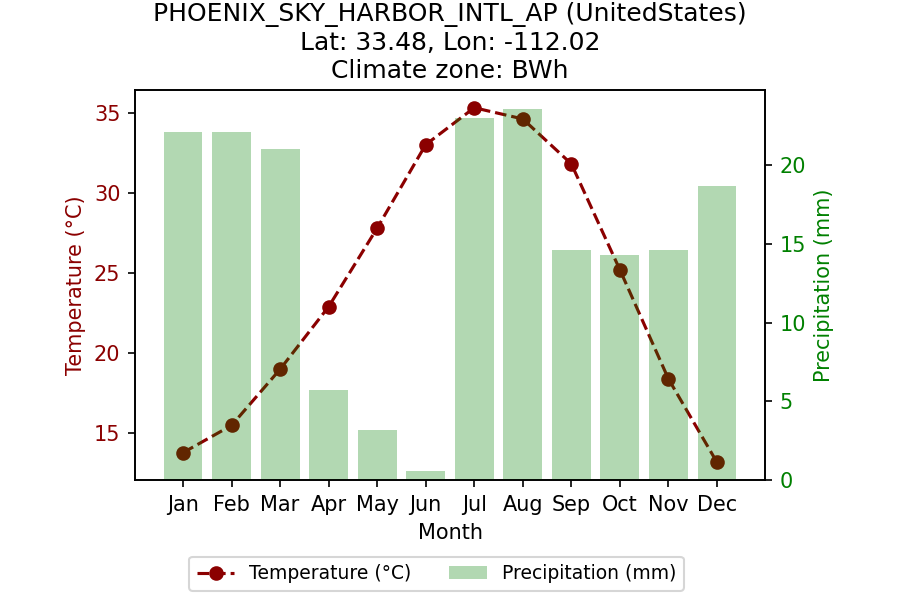 PHOENIX_SKY_HARBOR_INTL_AP (UnitedStates)
Lat: 33.48, Lon: -112.02
Climate zone: BWh
35
30
25
20
15
Temperature (°C)
20
15
10
5
0
Precipitation (mm)
Jan Feb Mar Apr May Jun Jul Aug Sep Oct Nov Dec
Month
Temperature (°C) Precipitation (mm)